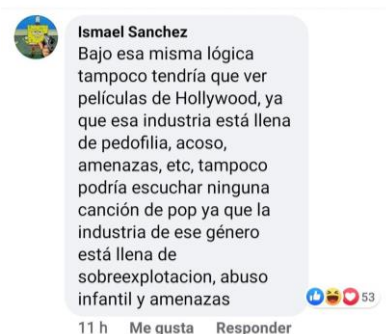 Ismael Sanchez
Bajo esa misma lógica
tampoco tendría que ver
películas de Hollywood, ya
que esa industria está llena
de pedofilia, acoso,
amenazas, etc, tampoco
podría escuchar ninguna
canción de pop ya que la
industria de ese género
está llena de
sobreexplotacion, abuso
infantil y amenazas
53
11 h Me gusta Responder